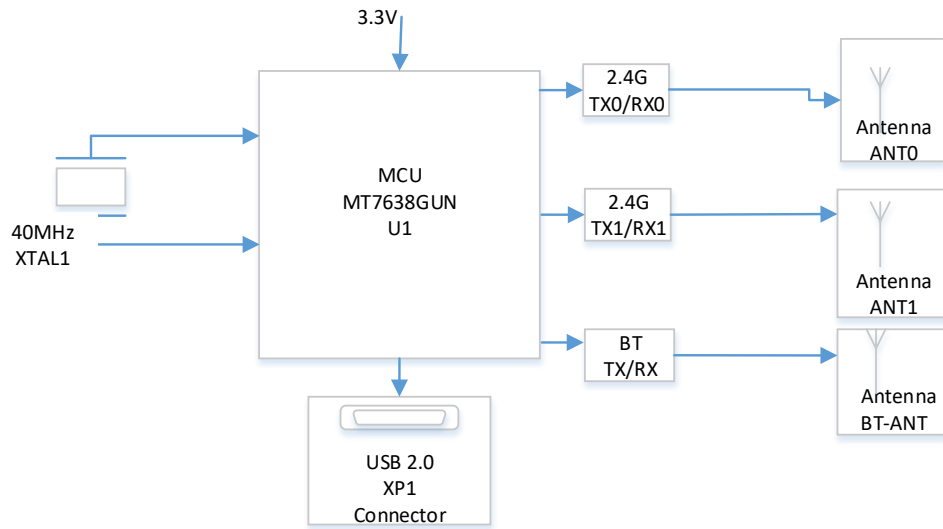 3.3V
2.4G
TX0/RX0
Antenna
ANT0
MCU
MT7638GUN
U1
40MHz
XTAL1
2.4G
TX1/RX1
Antenna
ANT1
BT
TX/RX
Antenna
BT-ANT
USB 2.0
XP1
Connector